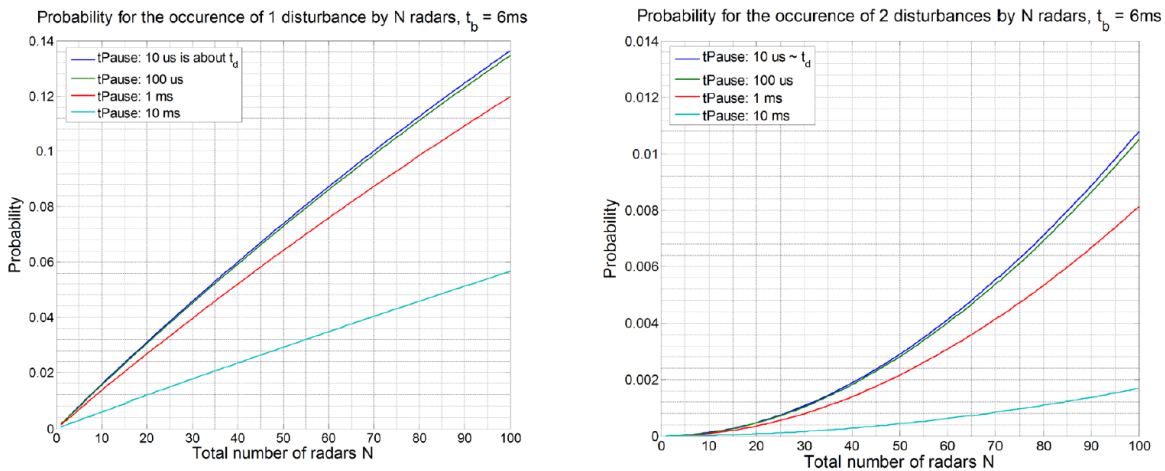 Probability for the occurence of 1 disturbance by N radars, t_b = 6ms
0.14
0.12
0.1
0.08
0.06
0.04
0.02
0
Probability
tPause: 10 us is about t_d
tPause: 100 us
tPause: 1 ms
tPause: 10 ms
0 10 20 30 40 50 60 70 80 90 100
Total number of radars N
Probability for the occurence of 2 disturbances by N radars, t_b = 6ms
0.014
0.012
0.01
0.008
0.006
0.004
0.002
0
Probability
tPause: 10 us ~ t_d
tPause: 100 us
tPause: 1 ms
tPause: 10 ms
0 10 20 30 40 50 60 70 80 90 100
Total number of radars N